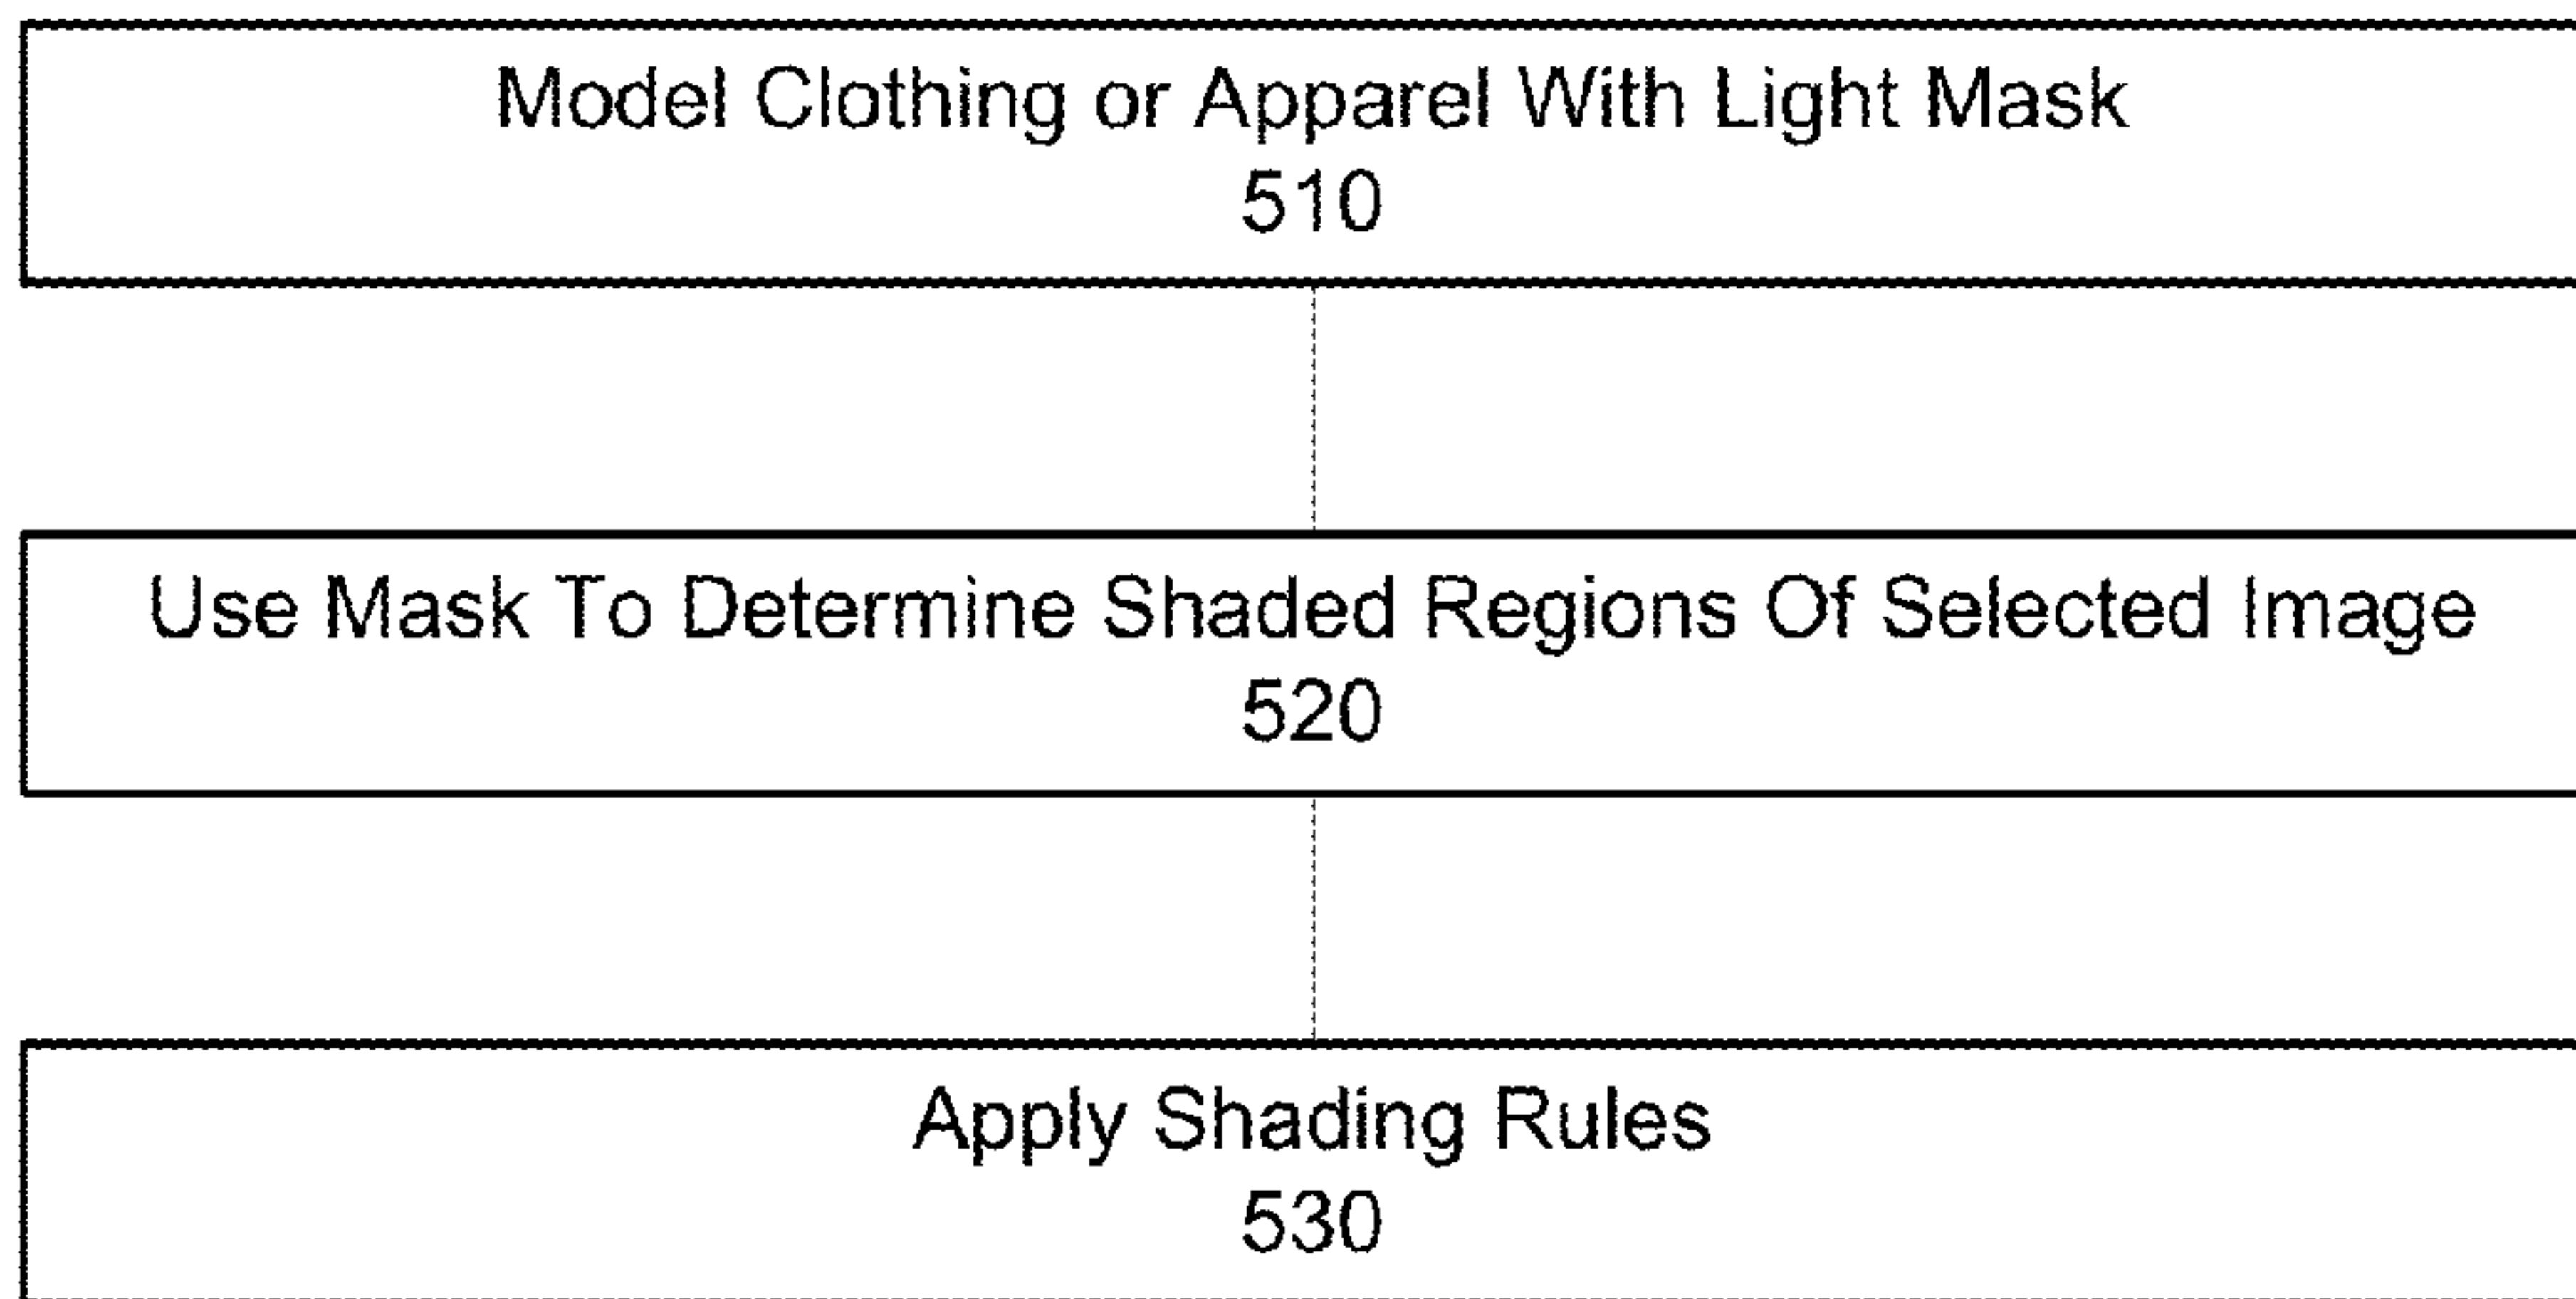 Model Clothing or Apparel With Light Mask
510
Use Mask To Determine Shaded Regions Of Selected Image
520
Apply Shading Rules
530